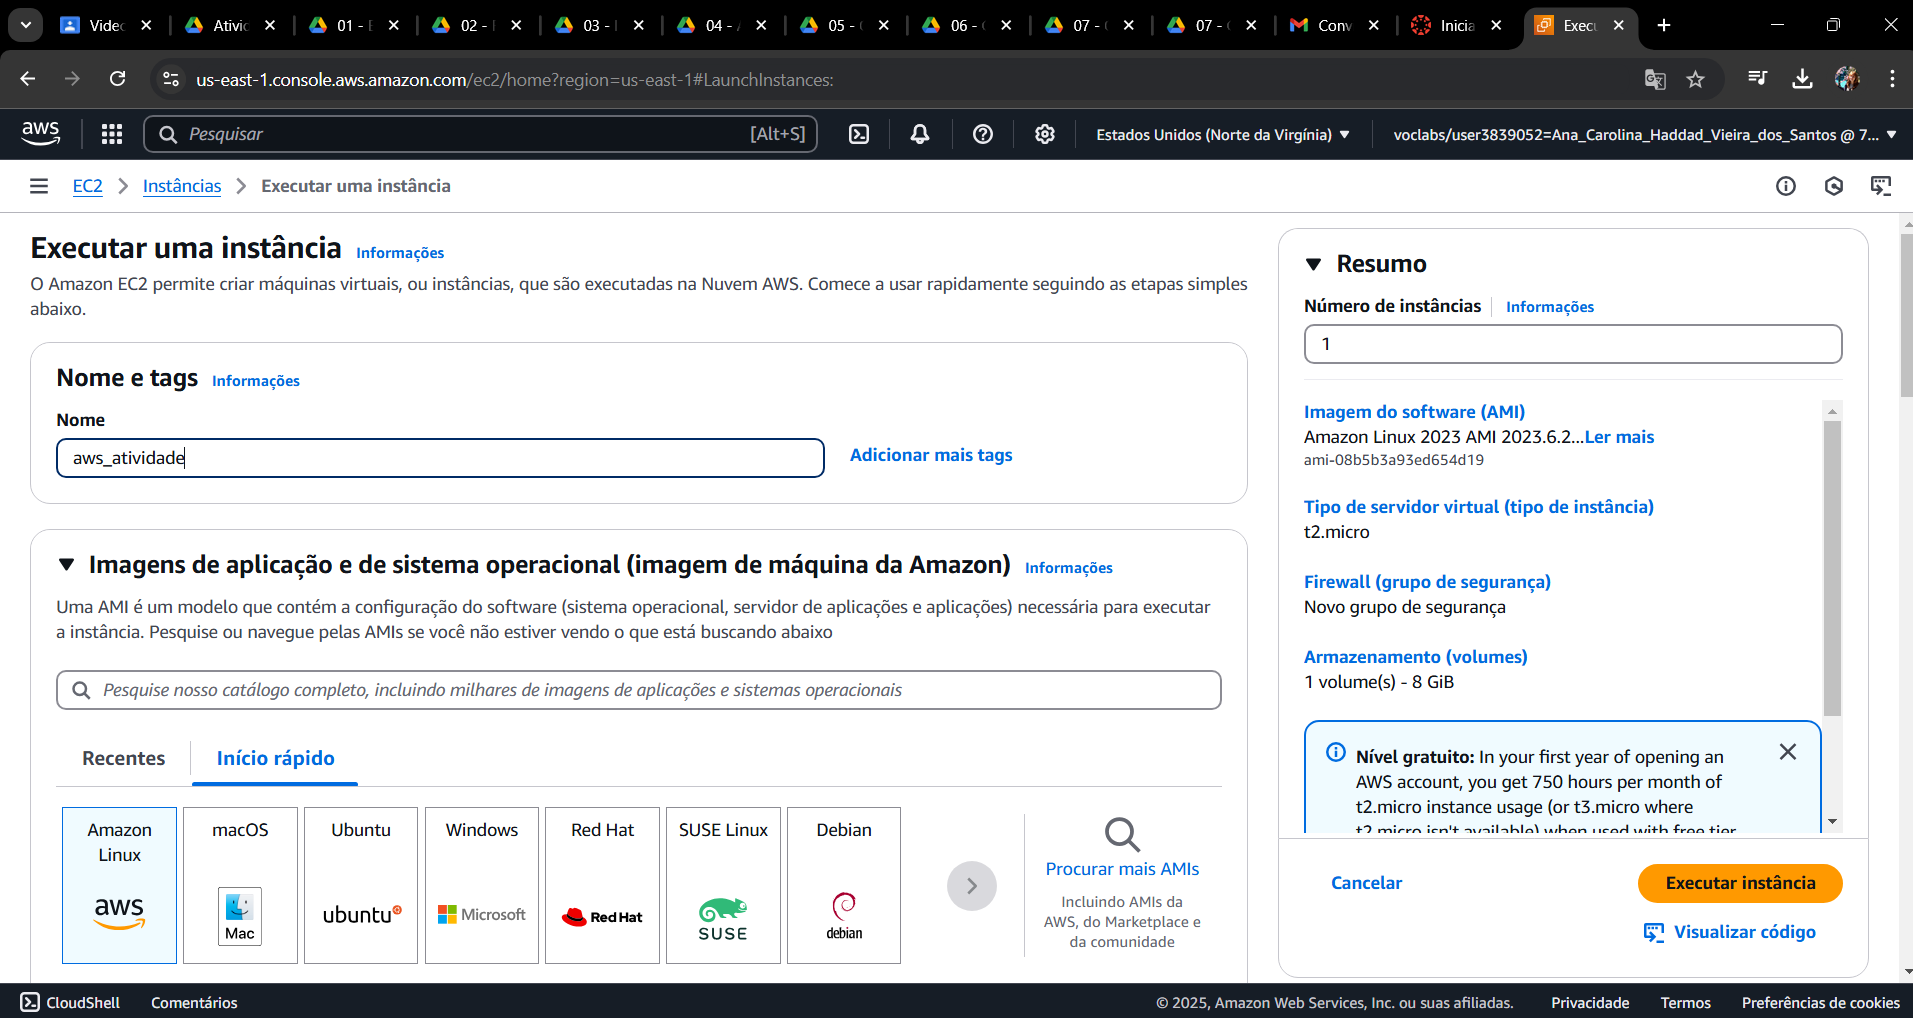 Video
Ativid
01 - E
02 - I
03 - I
04 - A
05 - C
06 - C
07 - C
07 - C
Conv
Inicia
Execu
us-east-1.console.aws.amazon.com/ec2/home?region=us-east-1#LaunchInstances:
aws
Pesquisar
[Alt+S]
Estados Unidos (Norte da Virgínia)
voclabs/user3839052=Ana_Carolina_Haddad_Vieira_dos_Santos @ 7...
EC2
Instâncias
Executar uma instância
Executar uma instância Informações
O Amazon EC2 permite criar máquinas virtuais, ou instâncias, que são executadas na Nuvem AWS. Comece a usar rapidamente seguindo as etapas simples
abaixo.
Nome e tags Informações
Nome
aws_atividade
Adicionar mais tags
Imagens de aplicação e de sistema operacional (imagem de máquina da Amazon) Informações
Uma AMI é um modelo que contém a configuração do software (sistema operacional, servidor de aplicações e aplicações) necessária para executar
a instância. Pesquise ou navegue pelas AMIs se você não estiver vendo o que está buscando abaixo
Pesquise nosso catálogo completo, incluindo milhares de imagens de aplicações e sistemas operacionais
Recentes
Início rápido
Amazon
Linux
aws
macOS
Mac
Ubuntu
ubuntu
Windows
Microsoft
Red Hat
Red Hat
SUSE Linux
SUSE
Debian
debian
Procurar mais AMIs
Incluindo AMIs da
AWS, do Marketplace e
da comunidade
Resumo
Número de instâncias
Informações
1
Imagem do software (AMI)
Amazon Linux 2023 AMI 2023.6.2...Ler mais
ami-08b5b3a93ed654d19
Tipo de servidor virtual (tipo de instância)
t2.micro
Firewall (grupo de segurança)
Novo grupo de segurança
Armazenamento (volumes)
1 volume(s) - 8 GiB
Nível gratuito: In your first year of opening an
AWS account, you get 750 hours per month of
t2.micro instance usage (or t3.micro where
t2.micro isn't available) when used with free tier
Cancelar
Executar instância
Visualizar código
CloudShell
Comentários
© 2025, Amazon Web Services, Inc. ou suas afiliadas.
Privacidade
Termos
Preferências de cookies